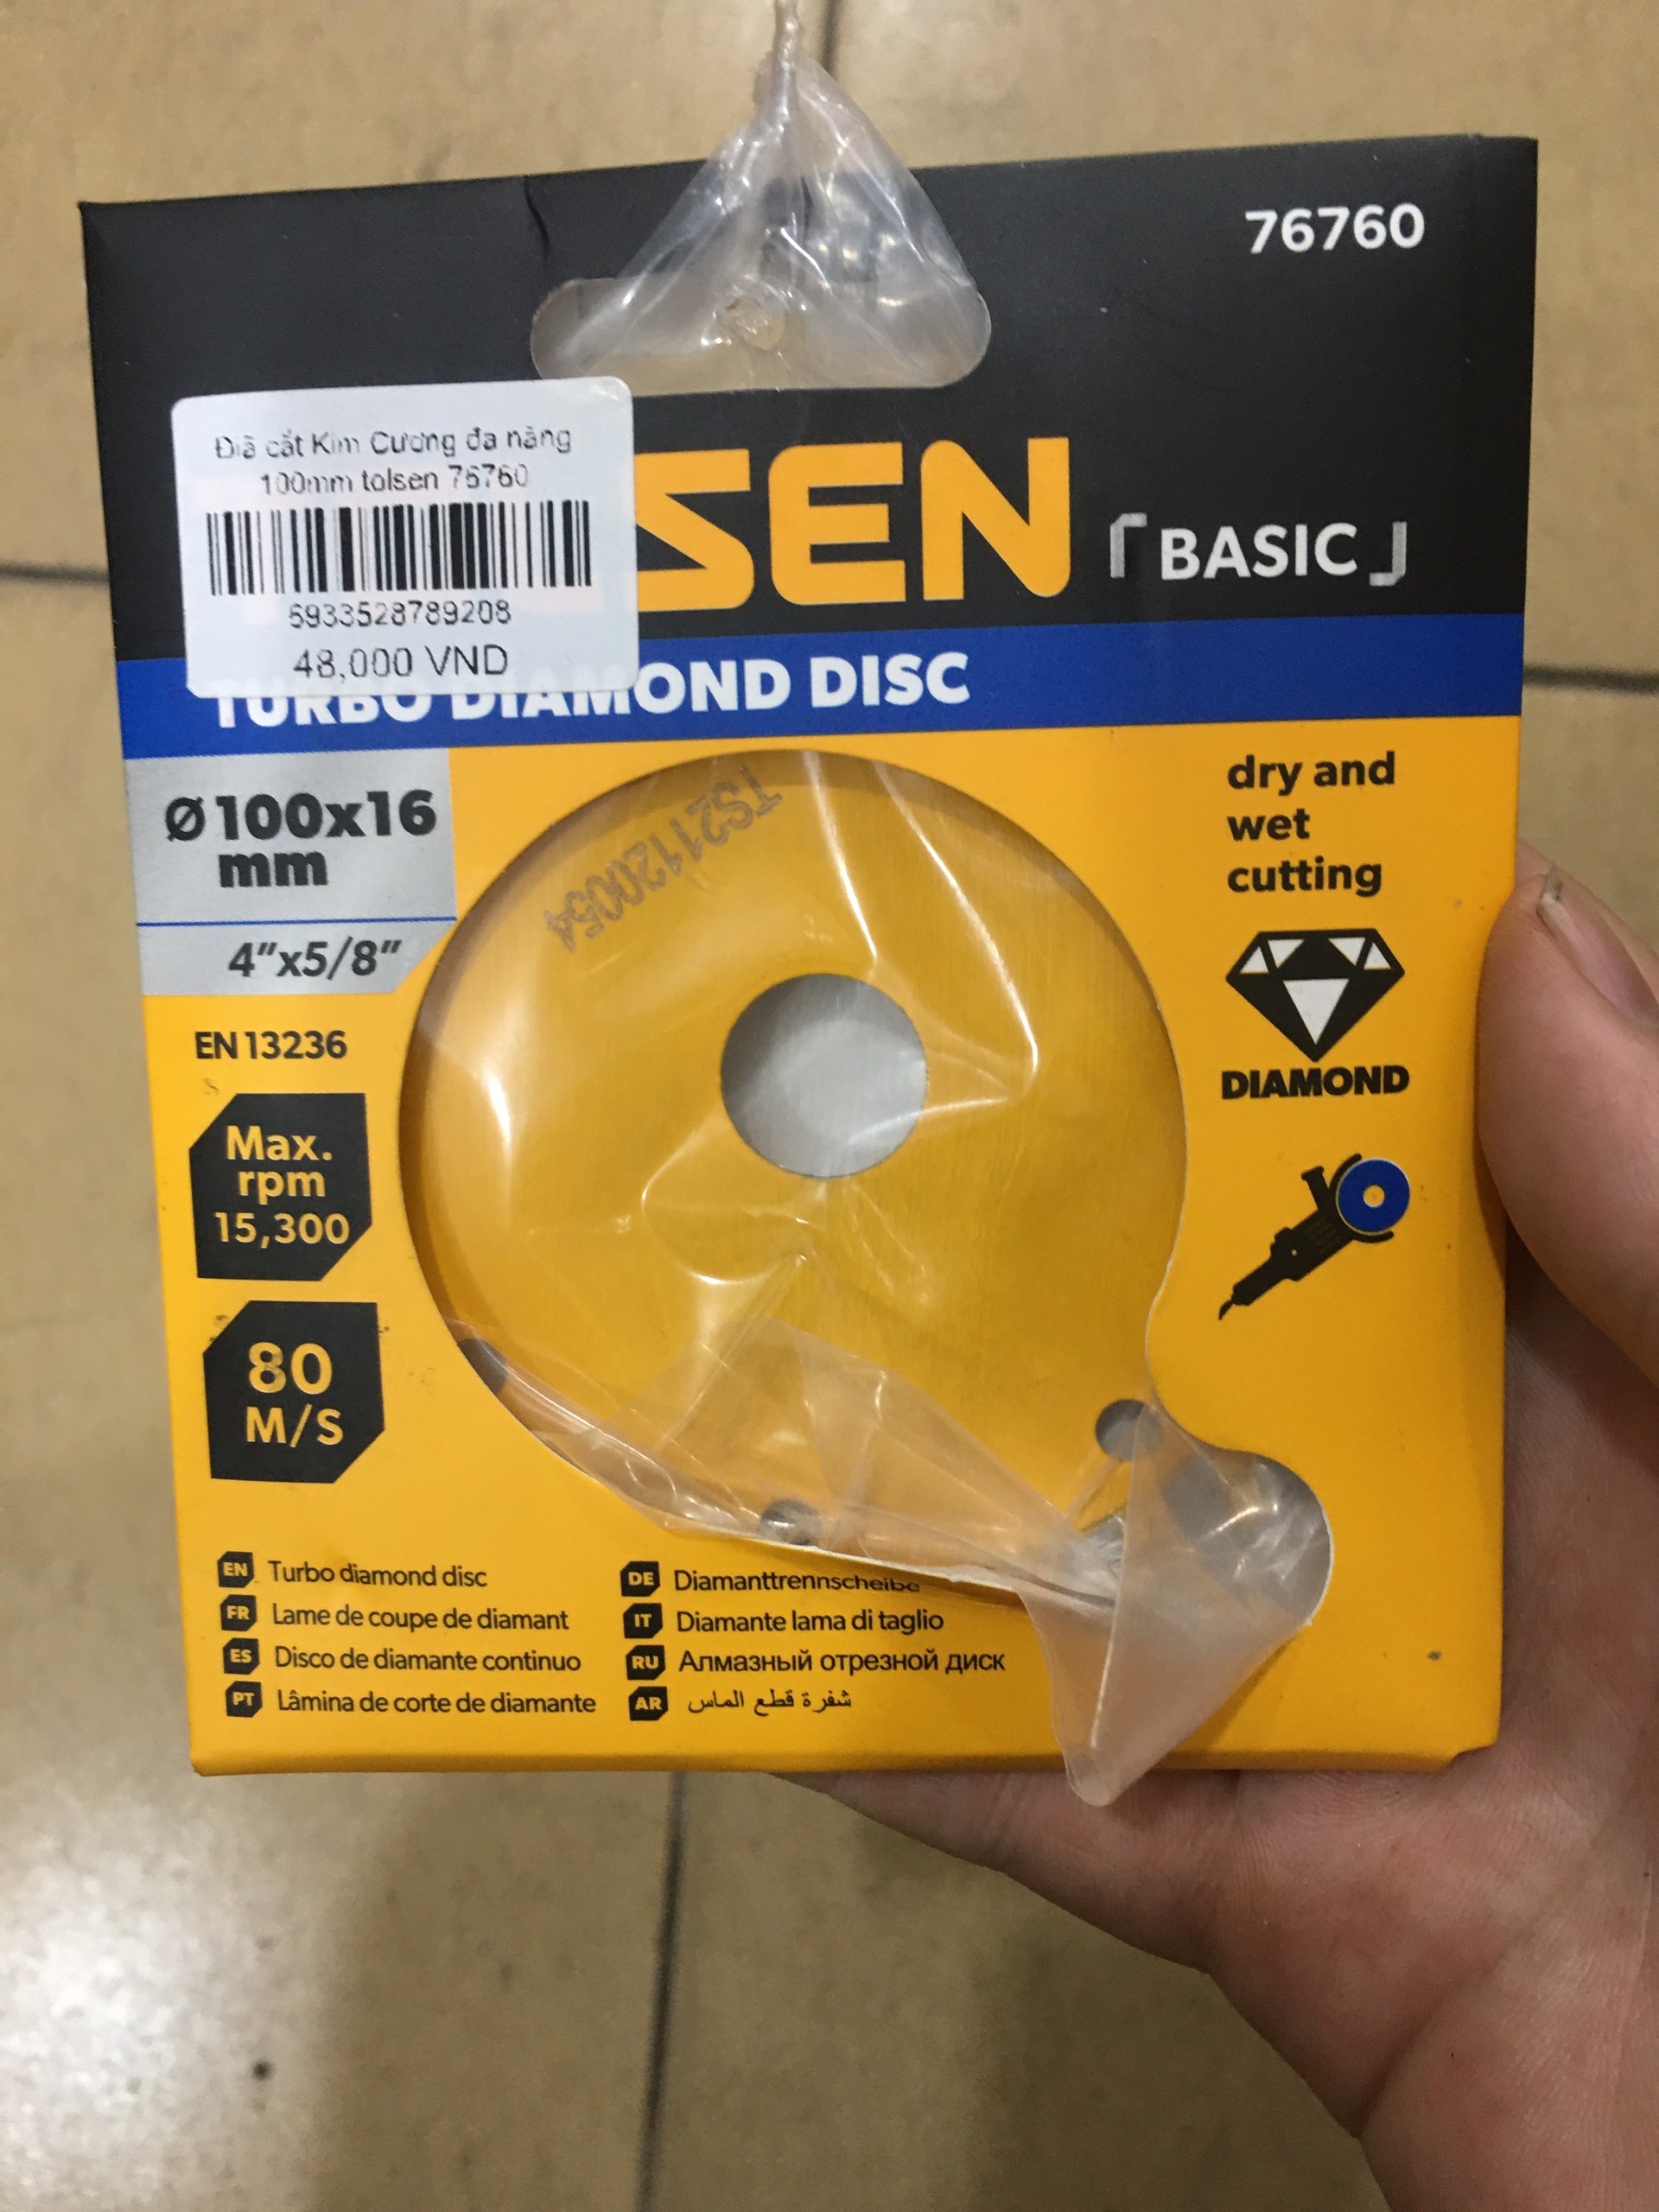 76760
Điã cắt Kim Cương đa năng
100mm tolsen 76760
6933528789208
48,000 VND
SEN 「BASIC」
TURBO DIAMOND DISC
Ø 100x16
mm
4"x5/8"
dry and
wet
cutting
TS21120054
DIAMOND
EN 13236
Max.
rpm
15,300
80
M/S
EN Turbo diamond disc
FR Lame de coupe de diamant
ES Disco de diamante continuo
PT Lâmina de corte de diamante
DE Diamanttrennscheibe
IT Diamante lama di taglio
RU Алмазный отрезной диск
AR شفرة قطع الماس